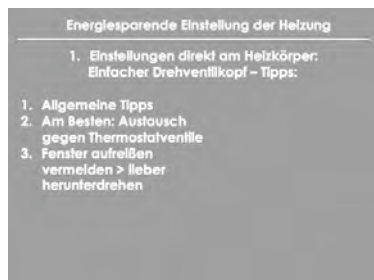 Energiesparende Einstellung der Heizung
1. Einstellungen direkt am Heizkörper:
Einfacher Drehventilkopf – Tipps:
1. Allgemeine Tipps
2. Am Besten: Austausch
gegen Thermostatventile
3. Fenster aufreißen
vermeiden > lieber
herunterdrehen